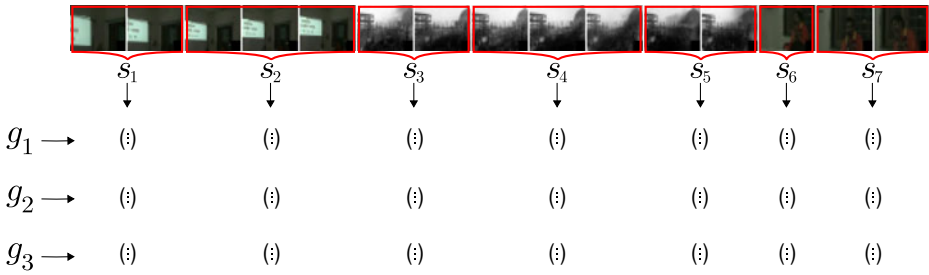 s1 s2 s3 s4 s5 s6 s7
g1 → (⋮) (⋮) (⋮) (⋮) (⋮) (⋮) (⋮)
g2 → (⋮) (⋮) (⋮) (⋮) (⋮) (⋮) (⋮)
g3 → (⋮) (⋮) (⋮) (⋮) (⋮) (⋮) (⋮)